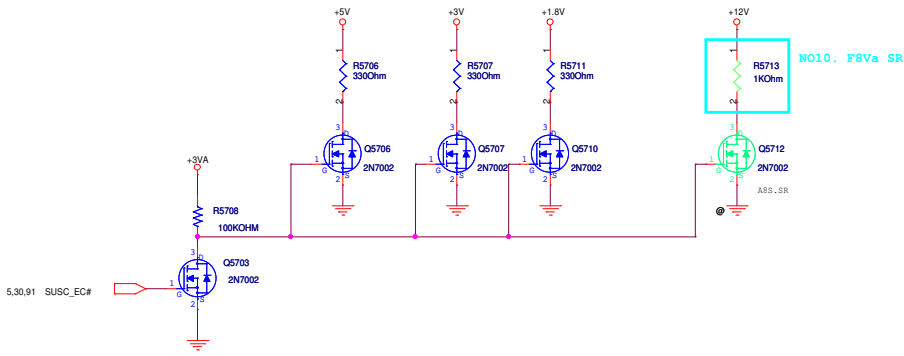 +5V +3V +1.8V +12V
1 1 1 1
R5706 R5707 R5711 R5713 NO10. F8Va SR
330Ohm 330Ohm 330Ohm 1KOhm
2 2 2 2
3 D 3 D 3 D 3 D
Q5706 Q5707 Q5710 Q5712
1 G 1 G 1 G 1 G
2N7002 2N7002 2N7002 2N7002
2 S 2 S 2 S 2 S
+3VA
A8S.SR
R5708
@
100KOHM
3 D
Q5703
2N7002
1 G
5,30,91 SUSC_EC#
2 S